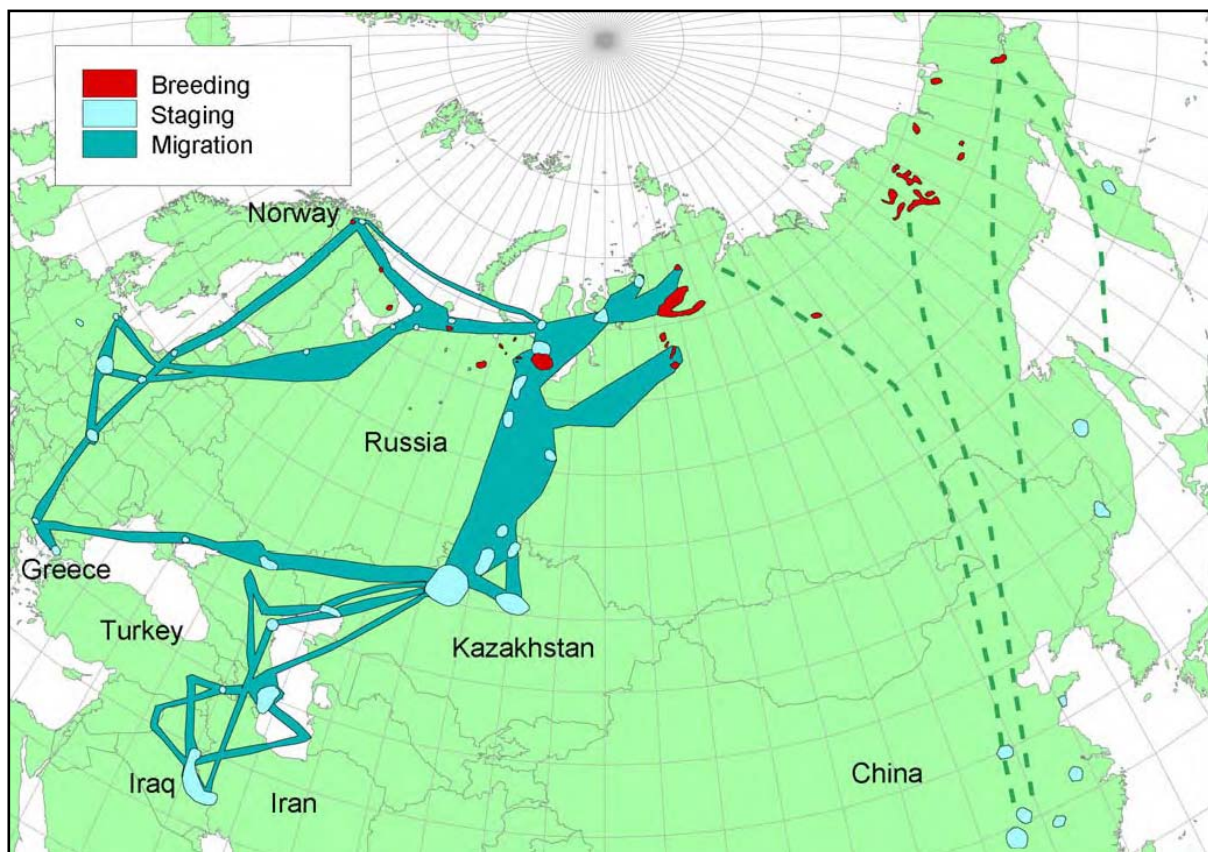 Breeding
Staging
Migration
Norway
Russia
Greece
Turkey
Kazakhstan
Iraq
Iran
China